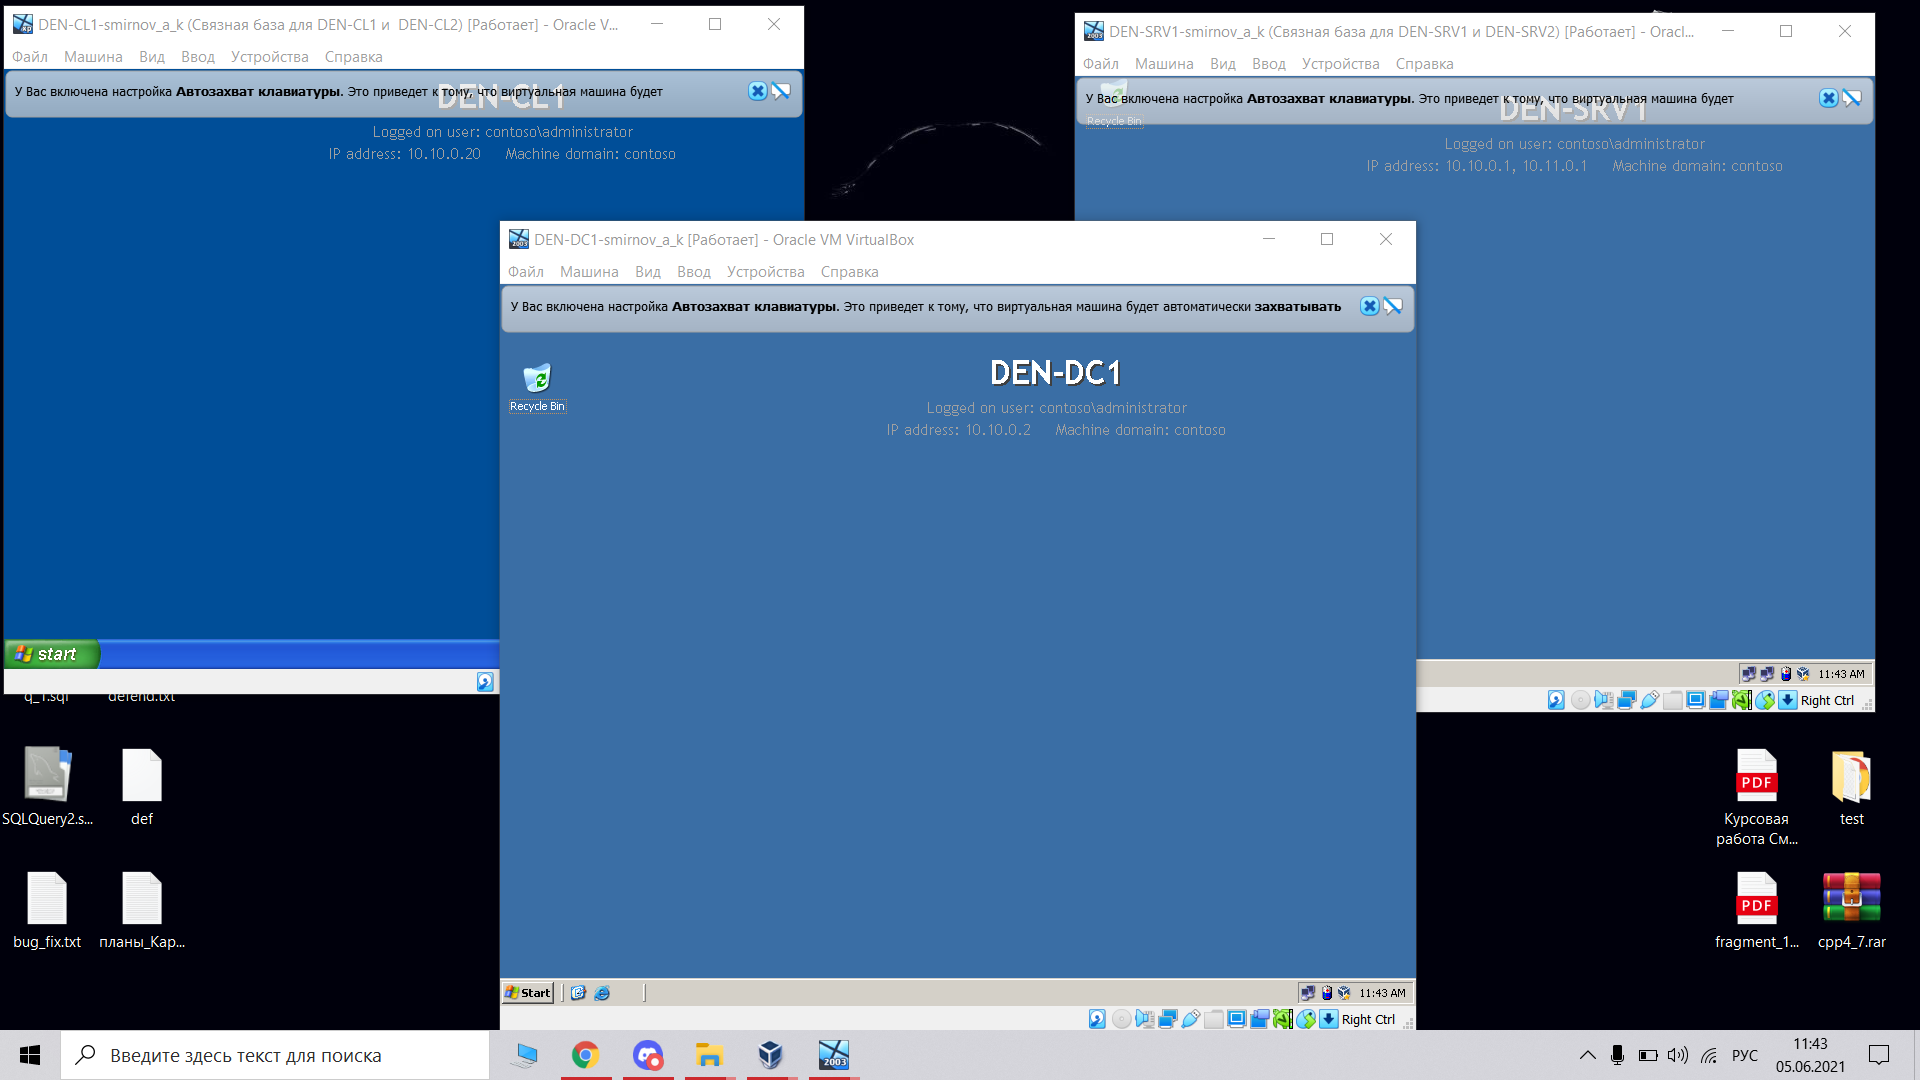 DEN-CL1-smirnov_a_k (Связная база для DEN-CL1 и  DEN-CL2) [Работает] - Oracle V...
Файл Машина Вид Ввод Устройства Справка
У Вас включена настройка Автозахват клавиатуры. Это приведет к тому, что виртуальная машина будет
DEN-CL1
Logged on user: contoso\administrator
IP address: 10.10.0.20 Machine domain: contoso
start
DEN-SRV1-smirnov_a_k (Связная база для DEN-SRV1 и DEN-SRV2) [Работает] - Oracl...
Файл Машина Вид Ввод Устройства Справка
У Вас включена настройка Автозахват клавиатуры. Это приведет к тому, что виртуальная машина будет
DEN-SRV1
Recycle Bin
Logged on user: contoso\administrator
IP address: 10.10.0.1, 10.11.0.1 Machine domain: contoso
11:43 AM
Right Ctrl
DEN-DC1-smirnov_a_k [Работает] - Oracle VM VirtualBox
Файл Машина Вид Ввод Устройства Справка
У Вас включена настройка Автозахват клавиатуры. Это приведет к тому, что виртуальная машина будет автоматически захватывать
DEN-DC1
Recycle Bin
Logged on user: contoso\administrator
IP address: 10.10.0.2 Machine domain: contoso
Start
11:43 AM
Right Ctrl
q_1.sql defend.txt
SQLQuery2.s... def
bug_fix.txt планы_Кар...
PDF
Курсовая
работа См...
test
PDF
fragment_1... cpp4_7.rar
Введите здесь текст для поиска
2003
РУС
11:43
05.06.2021